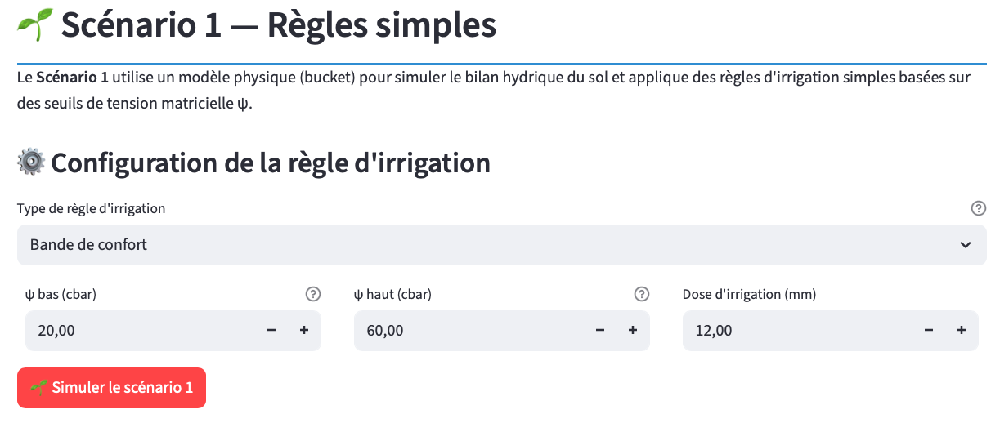 🌱 Scénario 1 — Règles simples
Le Scénario 1 utilise un modèle physique (bucket) pour simuler le bilan hydrique du sol et applique des règles d'irrigation simples basées sur
des seuils de tension matricielle ψ.
⚙️ Configuration de la règle d'irrigation
Type de règle d'irrigation
Bande de confort
ψ bas (cbar)
ψ haut (cbar)
Dose d'irrigation (mm)
20,00
60,00
12,00
🌱 Simuler le scénario 1